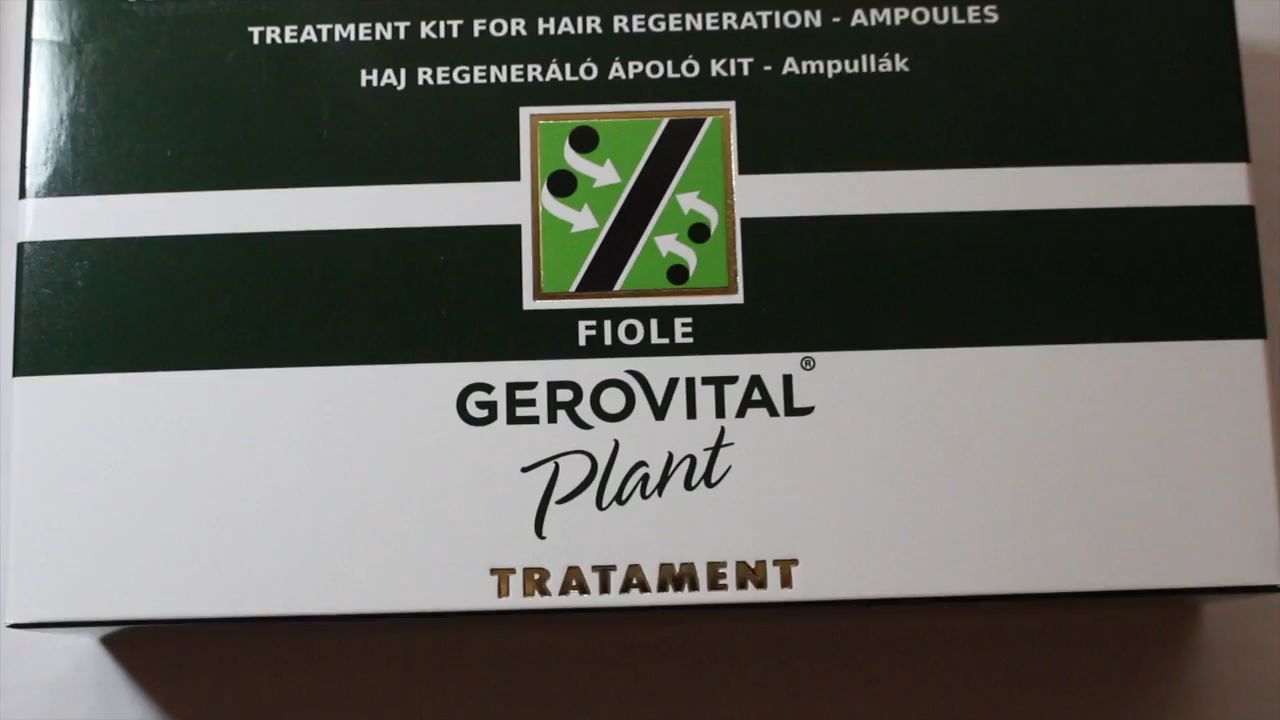 TREATMENT KIT FOR HAIR REGENERATION - AMPOULES
HAJ REGENERÁLÓ ÁPOLÓ KIT - Ampullák
FIOLE
GEROVITAL®
Plant
TRATAMENT